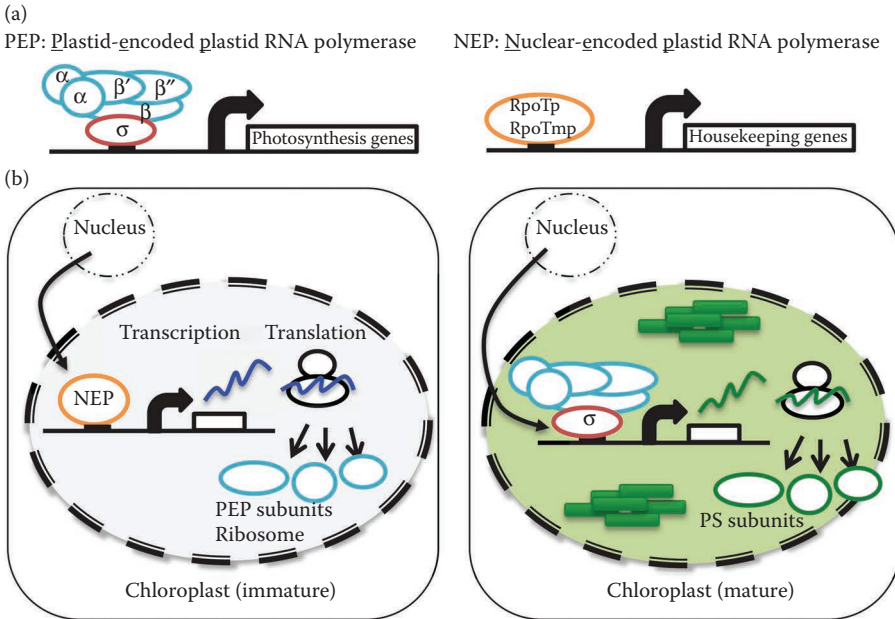 (a)
PEP: Plastid-encoded plastid RNA polymerase
α
α
β′
β″
β
σ
Photosynthesis genes
NEP: Nuclear-encoded plastid RNA polymerase
RpoTp
RpoTmp
Housekeeping genes
(b)
Nucleus
Transcription
Translation
NEP
PEP subunits
Ribosome
Chloroplast (immature)
Nucleus
σ
PS subunits
Chloroplast (mature)